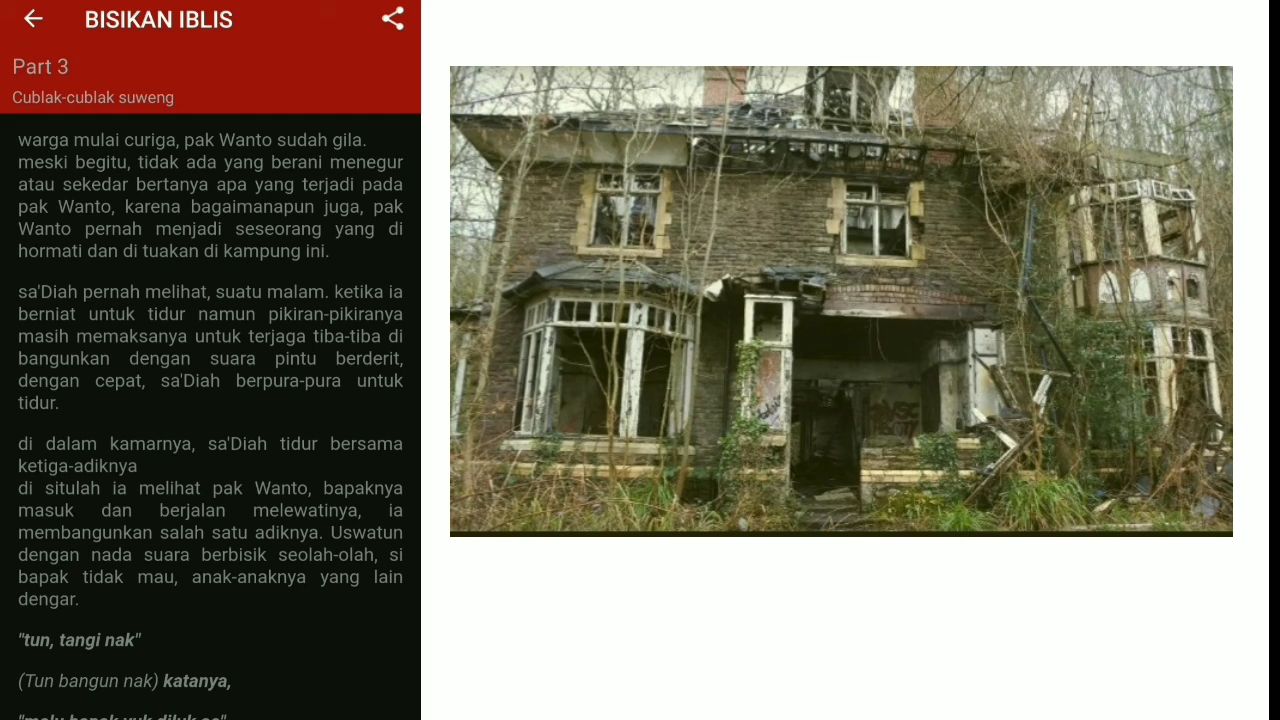 BISIKAN IBLIS
Part 3
Cublak-cublak suweng
warga mulai curiga, pak Wanto sudah gila.
meski begitu, tidak ada yang berani menegur
atau sekedar bertanya apa yang terjadi pada
pak Wanto, karena bagaimanapun juga, pak
Wanto pernah menjadi seseorang yang di
hormati dan di tuakan di kampung ini.
sa'Diah pernah melihat, suatu malam. ketika ia
berniat untuk tidur namun pikiran-pikiranya
masih memaksanya untuk terjaga tiba-tiba di
bangunkan dengan suara pintu berderit,
dengan cepat, sa'Diah berpura-pura untuk
tidur.
di dalam kamarnya, sa'Diah tidur bersama
ketiga-adiknya
di situlah ia melihat pak Wanto, bapaknya
masuk dan berjalan melewatinya, ia
membangunkan salah satu adiknya. Uswatun
dengan nada suara berbisik seolah-olah, si
bapak tidak mau, anak-anaknya yang lain
dengar.
"tun, tangi nak"
(Tun bangun nak) katanya,